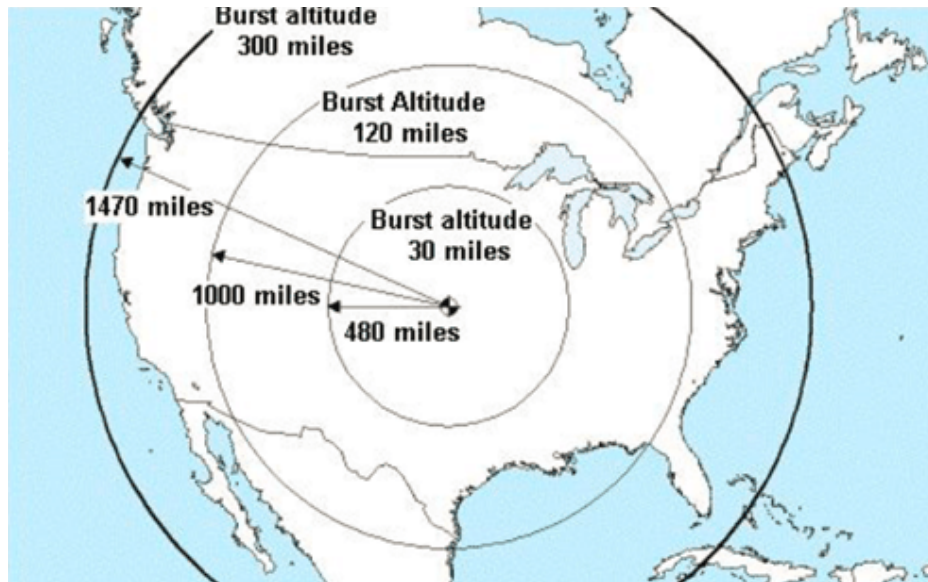 Burst altitude
300 miles
Burst Altitude
120 miles
1470 miles
Burst altitude
30 miles
1000 miles
480 miles